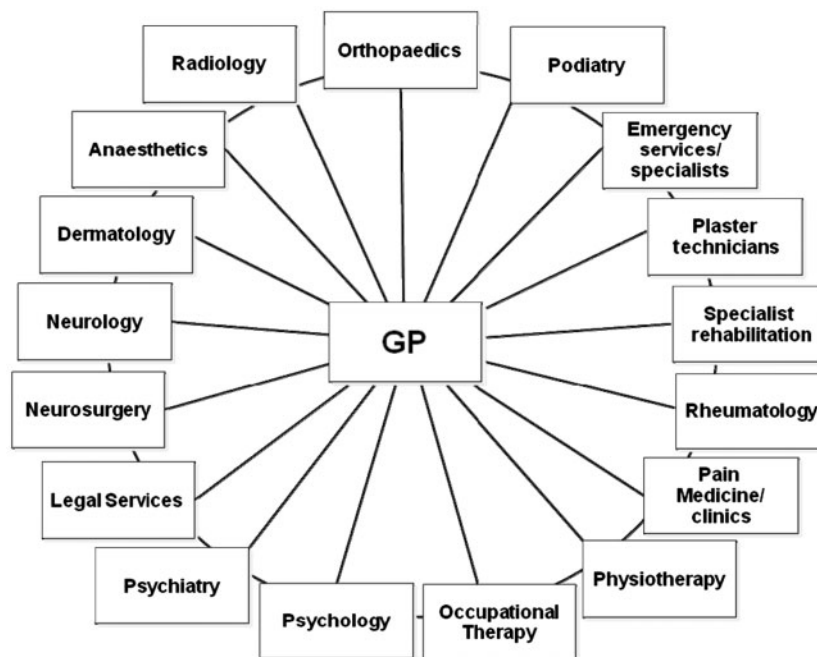 Orthopaedics
Radiology
Podiatry
Anaesthetics
Emergency
services/
specialists
Dermatology
Plaster
technicians
Neurology
Specialist
rehabilitation
GP
Neurosurgery
Rheumatology
Legal Services
Pain
Medicine/
clinics
Psychiatry
Physiotherapy
Psychology
Occupational
Therapy